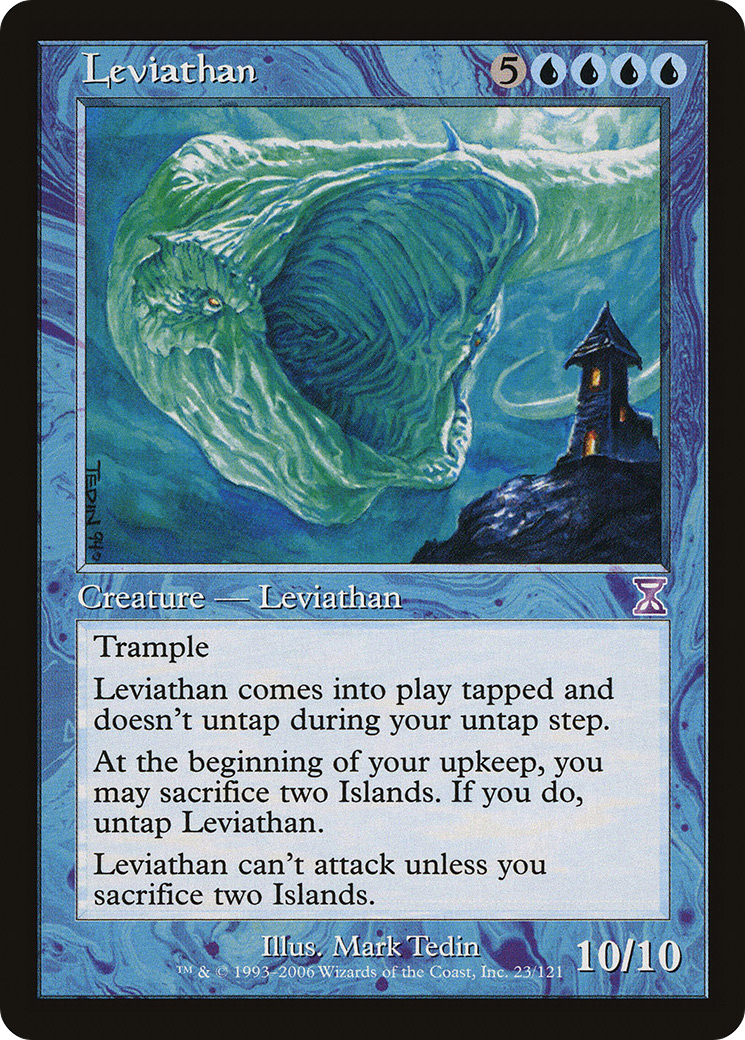 Leviathan 5
TEDIN 94
Creature — Leviathan
Trample
Leviathan comes into play tapped and
doesn't untap during your untap step.
At the beginning of your upkeep, you
may sacrifice two Islands. If you do,
untap Leviathan.
Leviathan can't attack unless you
sacrifice two Islands.
Illus. Mark Tedin
10/10
™ & © 1993–2006 Wizards of the Coast, Inc. 23/121